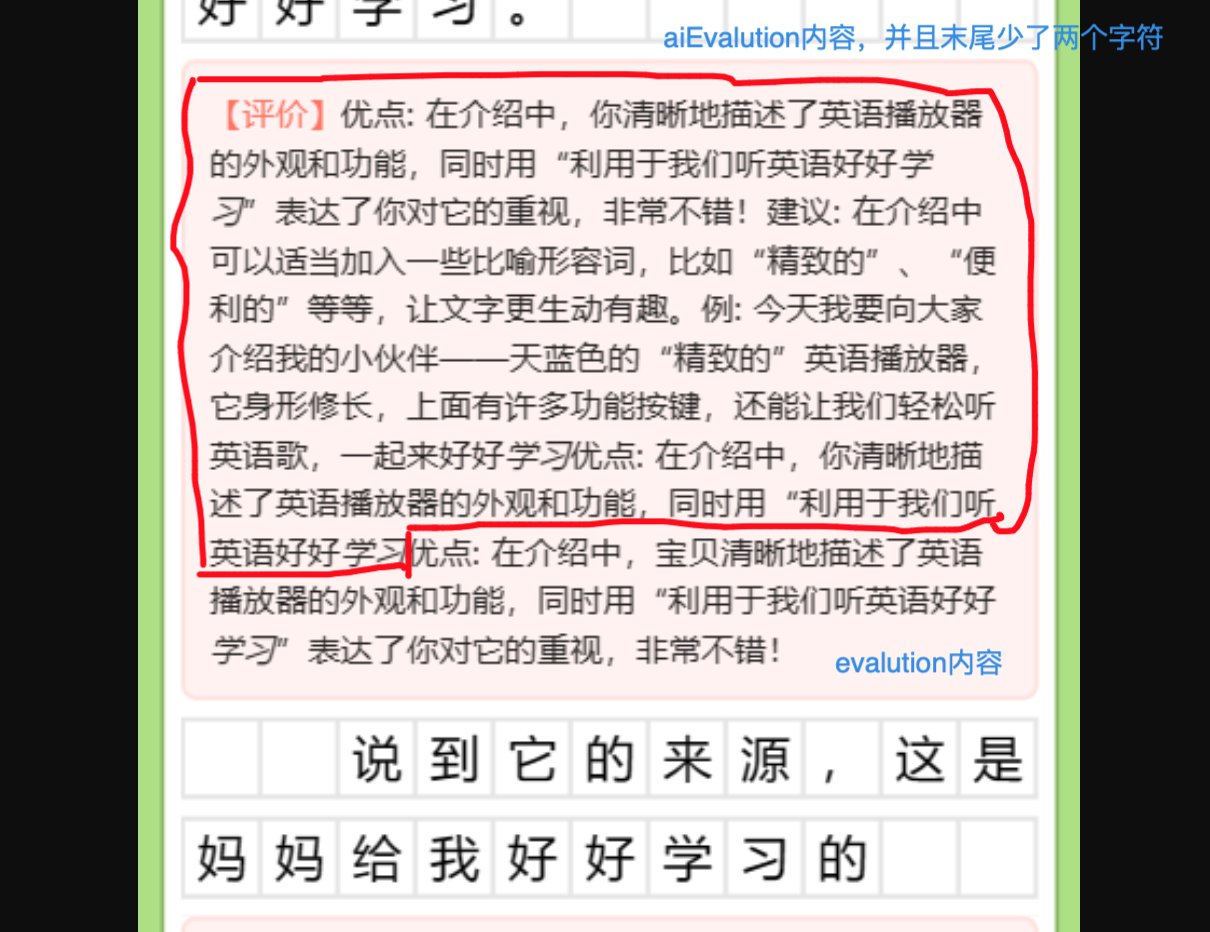 好好学习。
aiEvalution内容，并且末尾少了两个字符
【评价】优点: 在介绍中，你清晰地描述了英语播放器
的外观和功能，同时用“利用于我们听英语好好学
习”表达了你对它的重视，非常不错！建议: 在介绍中
可以适当加入一些比喻形容词，比如“精致的”、“便
利的”等等，让文字更生动有趣。例: 今天我要向大家
介绍我的小伙伴——天蓝色的“精致的”英语播放器，
它身形修长，上面有许多功能按键，还能让我们轻松听
英语歌，一起来好好学习优点: 在介绍中，你清晰地描
述了英语播放器的外观和功能，同时用“利用于我们听
英语好好学习优点: 在介绍中，宝贝清晰地描述了英语
播放器的外观和功能，同时用“利用于我们听英语好好
学习”表达了你对它的重视，非常不错！
evalution内容
说到它的来源，这是
妈妈给我好好学习的